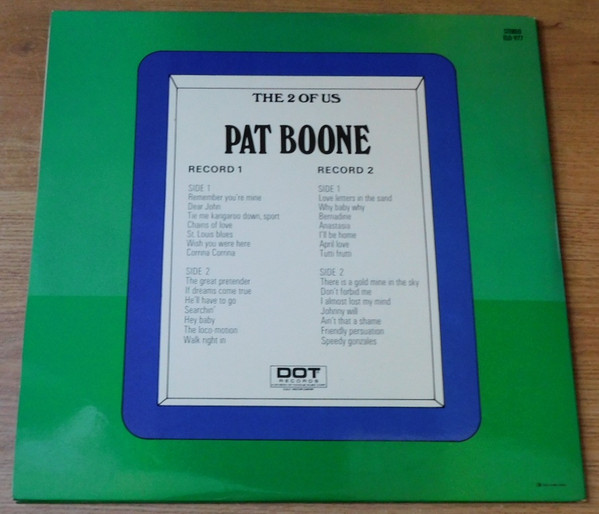 STEREO
THE 2 OF US
PAT BOONE
RECORD 1
SIDE 1
Remember you're mine
Dear John
Tie me kangaroo down, sport
Chains of love
St. Louis blues
Wish you were here
Corrina Corrina
SIDE 2
The great pretender
If dreams come true
He'll have to go
Searchin'
Hey baby
The loco-motion
Walk right in
RECORD 2
SIDE 1
Love letters in the sand
Why baby why
Bernadine
Anastasia
I'll be home
April love
Tutti frutti
SIDE 2
There is a gold mine in the sky
Don't forbid me
I almost lost my mind
Johnny will
Ain't that a shame
Friendly persuation
Speedy gonzales
DOT
RECORDS